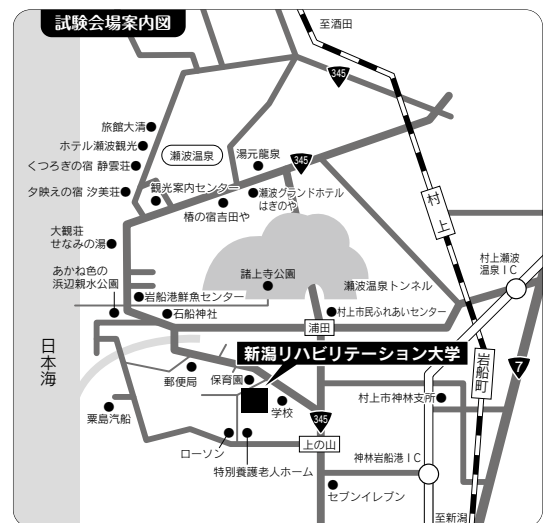 試験会場案内図
至酒田
345
旅館大清
ホテル瀬波観光
瀬波温泉
湯元龍泉
くつろぎの宿 静雲荘
345
夕映えの宿 汐美荘
観光案内センター
瀬波グランドホテル
はぎのや
椿の宿吉田や
村上
大観荘
せなみの湯
村上瀬波
温泉IC
あかね色の
浜辺親水公園
諸上寺公園
瀬波温泉トンネル
岩船港鮮魚センター
石船神社
村上市民ふれあいセンター
浦田
日本海
新潟リハビリテーション大学
岩船町
7
郵便局
保育園
村上市神林支所
粟島汽船
学校
345
ローソン
上の山
特別養護老人ホーム
神林岩船港IC
セブンイレブン
至新潟